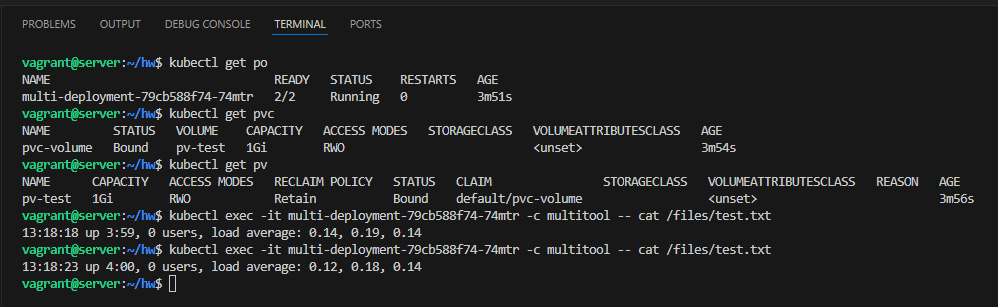 PROBLEMS OUTPUT DEBUG CONSOLE TERMINAL PORTS
vagrant@server:~/hw$ kubectl get po
NAME READY STATUS RESTARTS AGE
multi-deployment-79cb588f74-74mtr 2/2 Running 0 3m51s
vagrant@server:~/hw$ kubectl get pvc
NAME STATUS VOLUME CAPACITY ACCESS MODES STORAGECLASS VOLUMEATTRIBUTESCLASS AGE
pvc-volume Bound pv-test 1Gi RWO <unset> 3m54s
vagrant@server:~/hw$ kubectl get pv
NAME CAPACITY ACCESS MODES RECLAIM POLICY STATUS CLAIM STORAGECLASS VOLUMEATTRIBUTESCLASS REASON AGE
pv-test 1Gi RWO Retain Bound default/pvc-volume <unset> 3m56s
vagrant@server:~/hw$ kubectl exec -it multi-deployment-79cb588f74-74mtr -c multitool -- cat /files/test.txt
13:18:18 up 3:59, 0 users, load average: 0.14, 0.19, 0.14
vagrant@server:~/hw$ kubectl exec -it multi-deployment-79cb588f74-74mtr -c multitool -- cat /files/test.txt
13:18:23 up 4:00, 0 users, load average: 0.12, 0.18, 0.14
vagrant@server:~/hw$